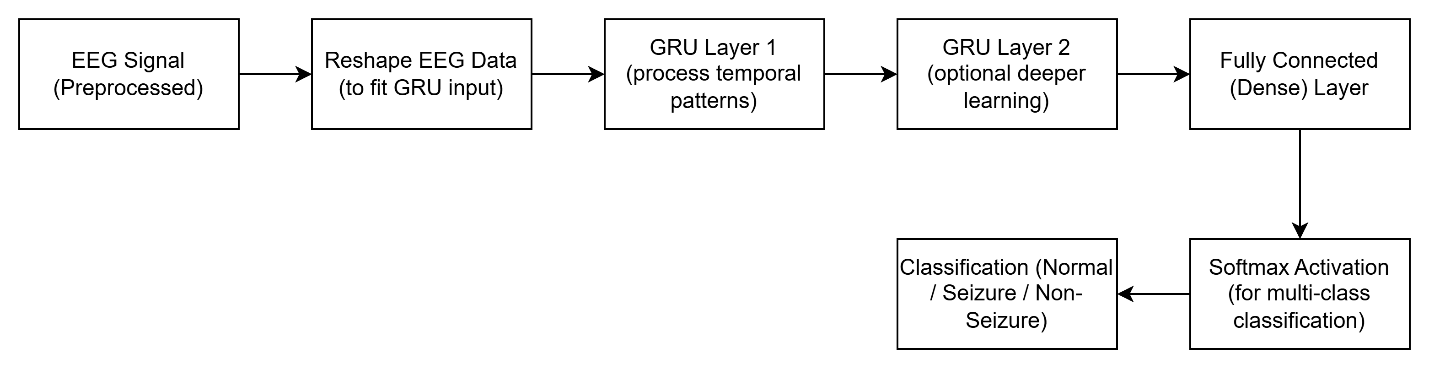 EEG Signal
(Preprocessed)
Reshape EEG Data
(to fit GRU input)
GRU Layer 1
(process temporal
patterns)
GRU Layer 2
(optional deeper
learning)
Fully Connected
(Dense) Layer
Softmax Activation
(for multi-class
classification)
Classification (Normal
/ Seizure / Non-
Seizure)